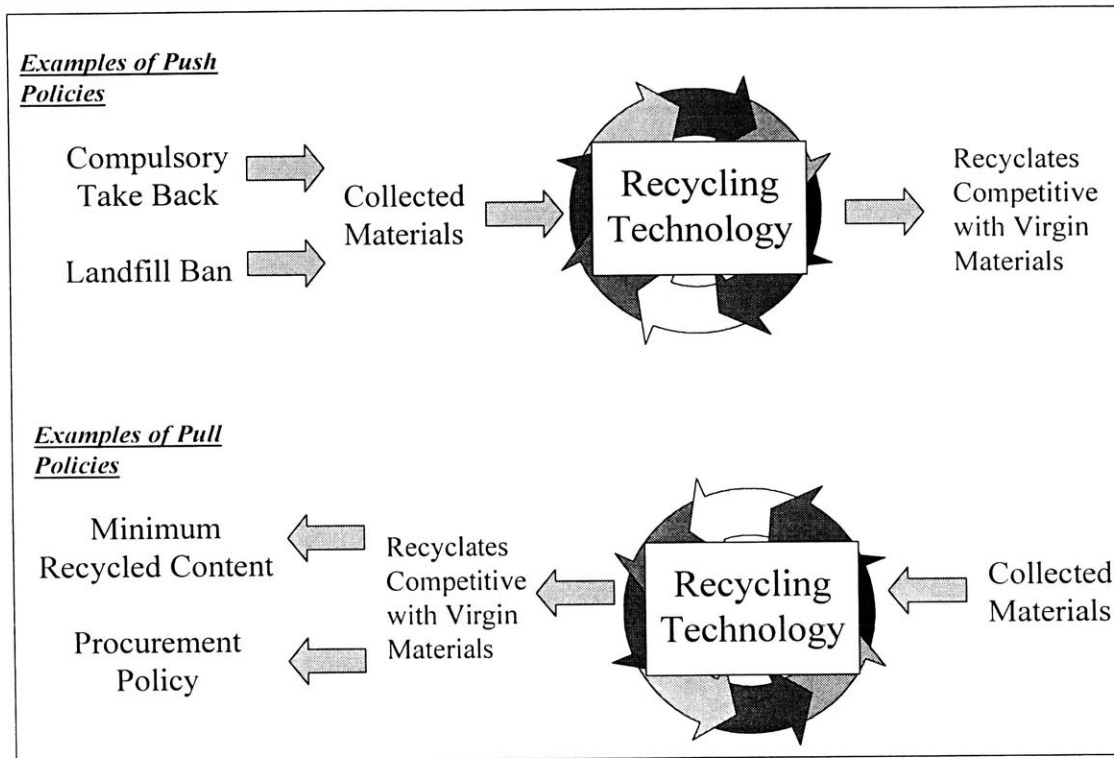 Examples of Push
Policies
Compulsory
Take Back
Landfill Ban
Collected
Materials
Recycling
Technology
Recyclates
Competitive
with Virgin
Materials
Examples of Pull
Policies
Minimum
Recycled Content
Procurement
Policy
Recyclates
Competitive
with Virgin
Materials
Recycling
Technology
Collected
Materials